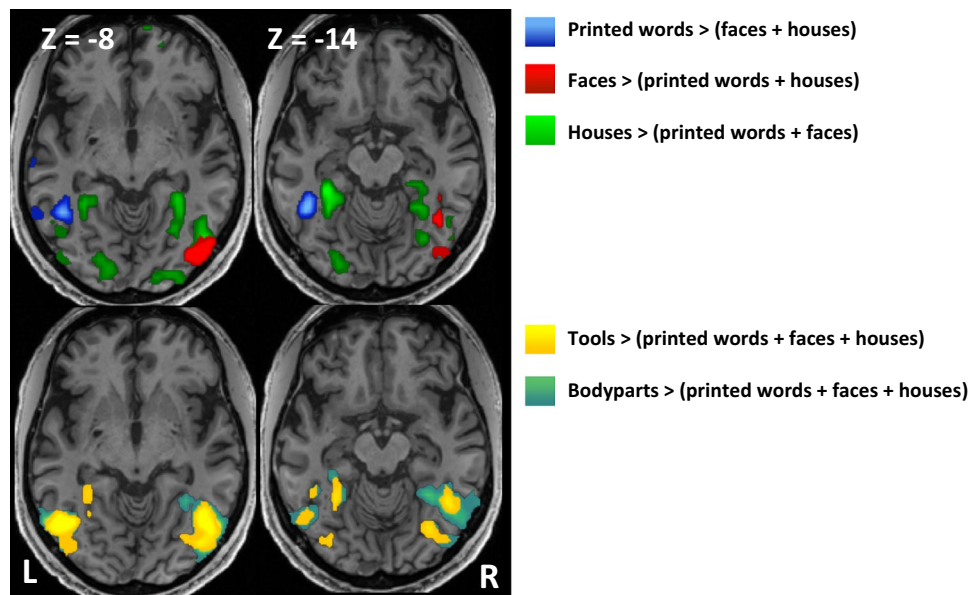 Z = -8
Z = -14
Printed words > (faces + houses)
Faces > (printed words + houses)
Houses > (printed words + faces)
Tools > (printed words + faces + houses)
Bodyparts > (printed words + faces + houses)
L
R